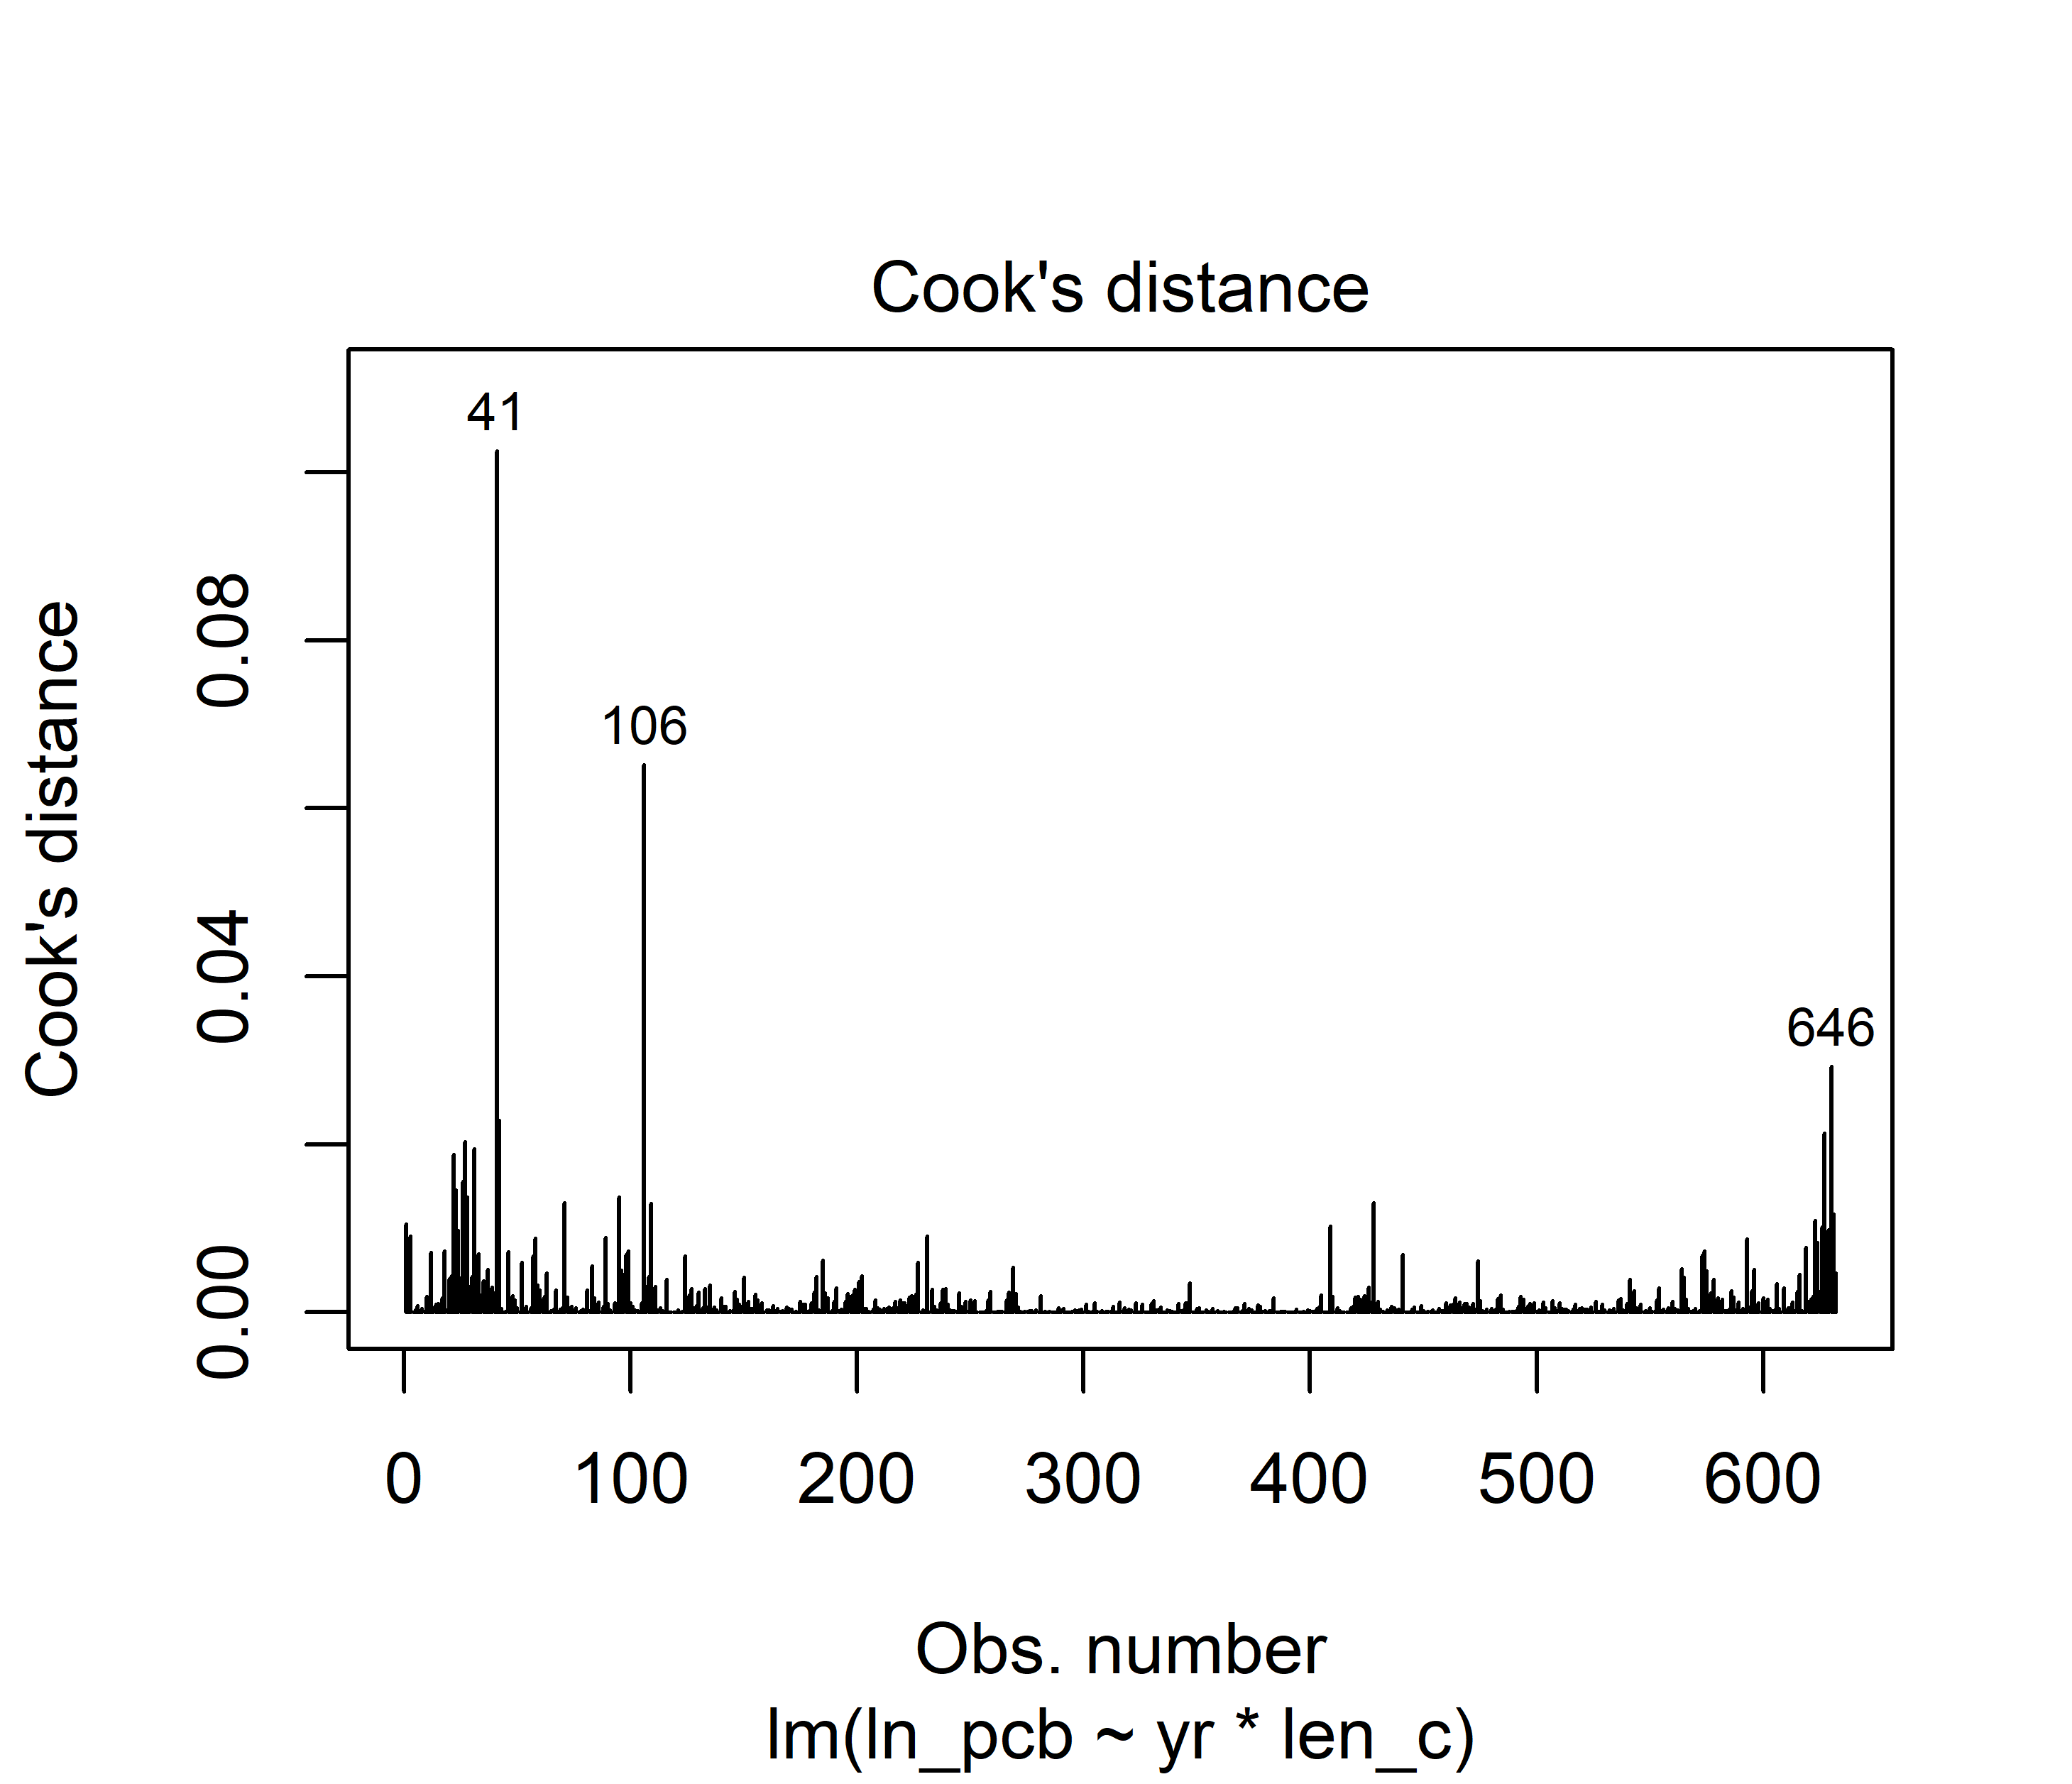 Cook's distance
41
106
646
Cook's distance
0.08
0.04
0.00
0 100 200 300 400 500 600
Obs. number
lm(ln_pcb ~ yr * len_c)